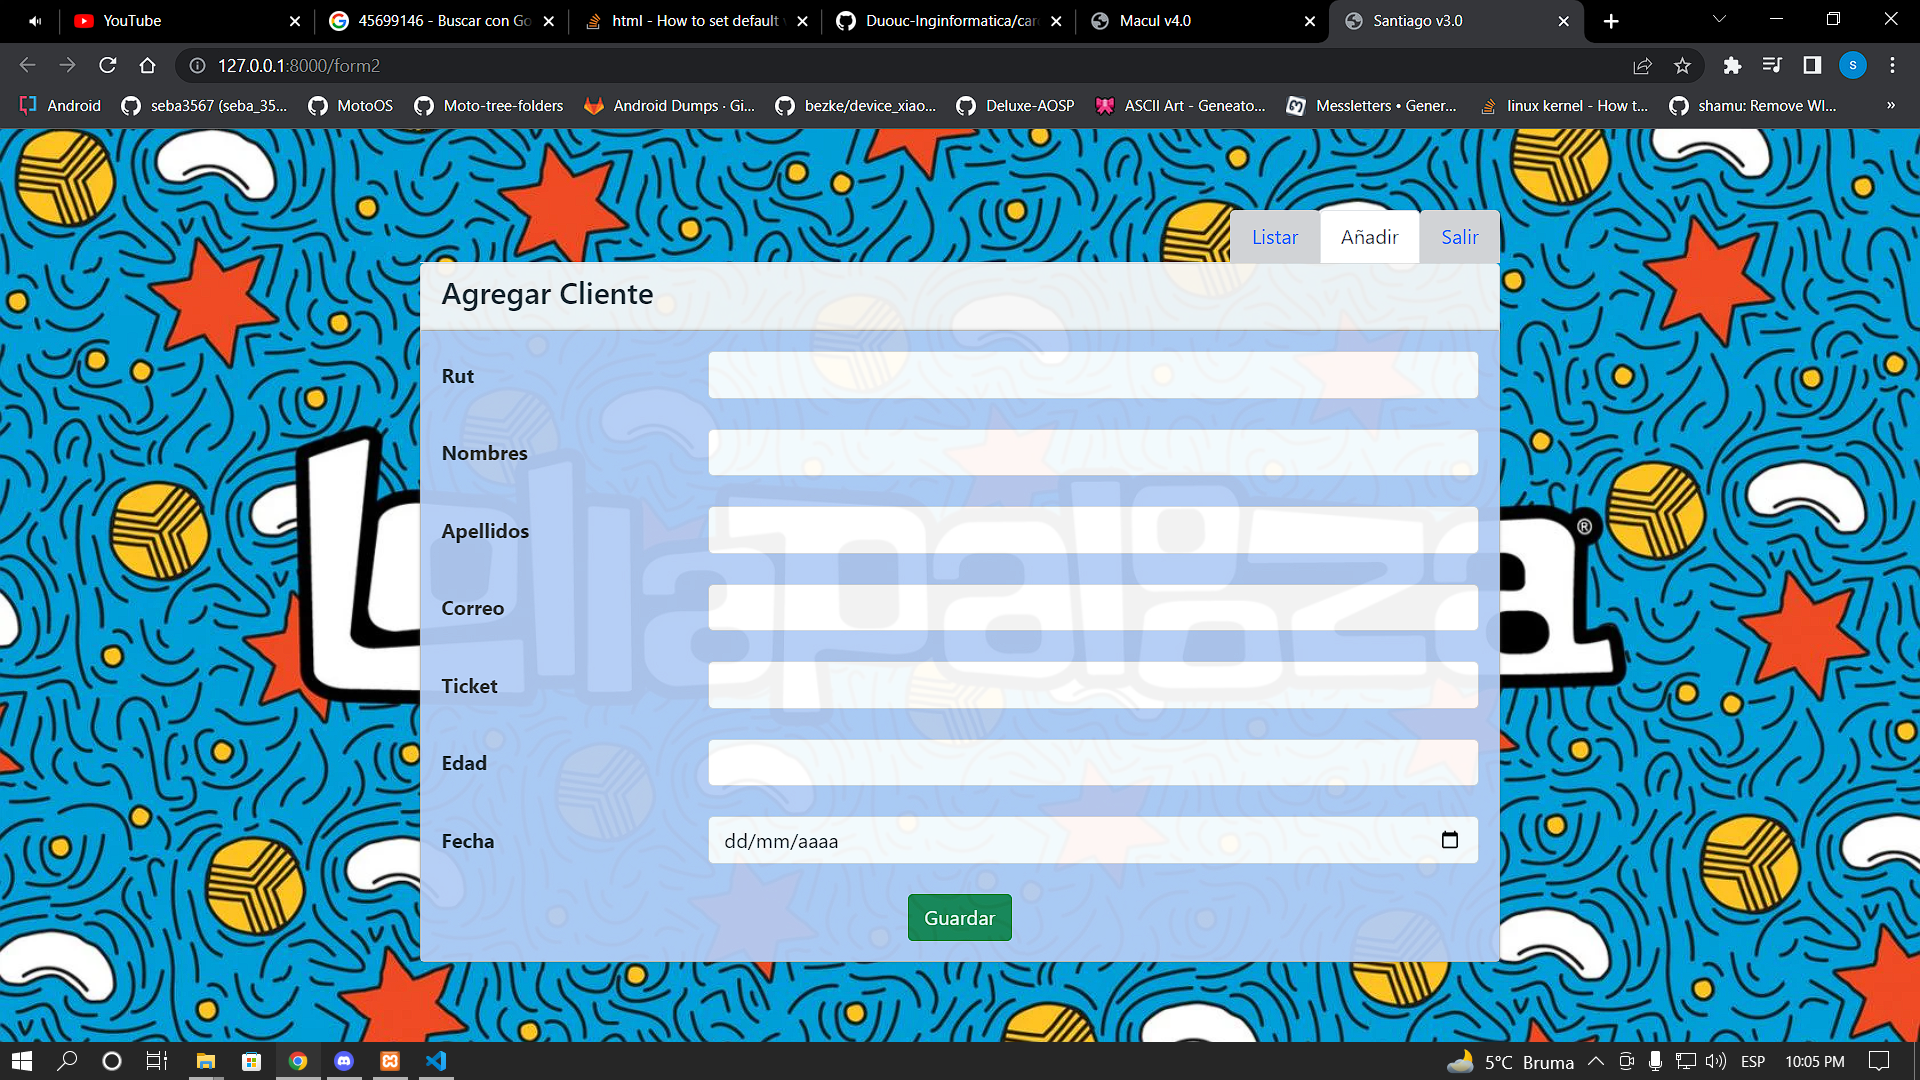 YouTube
45699146 - Buscar con Go
html - How to set default v
Duouc-Inginformatica/car
Macul v4.0
Santiago v3.0
127.0.0.1:8000/form2
S
Android
seba3567 (seba_35...
MotoOS
Moto-tree-folders
Android Dumps · Gi...
bezke/device_xiao...
Deluxe-AOSP
ASCII Art - Geneato...
Messletters • Gener...
linux kernel - How t...
shamu: Remove WI...
»
Listar
Añadir
Salir
Agregar Cliente
Rut
Nombres
Apellidos
Correo
Ticket
Edad
Fecha
dd/mm/aaaa
Guardar
lollapalooza®
5°C Bruma
ESP
10:05 PM